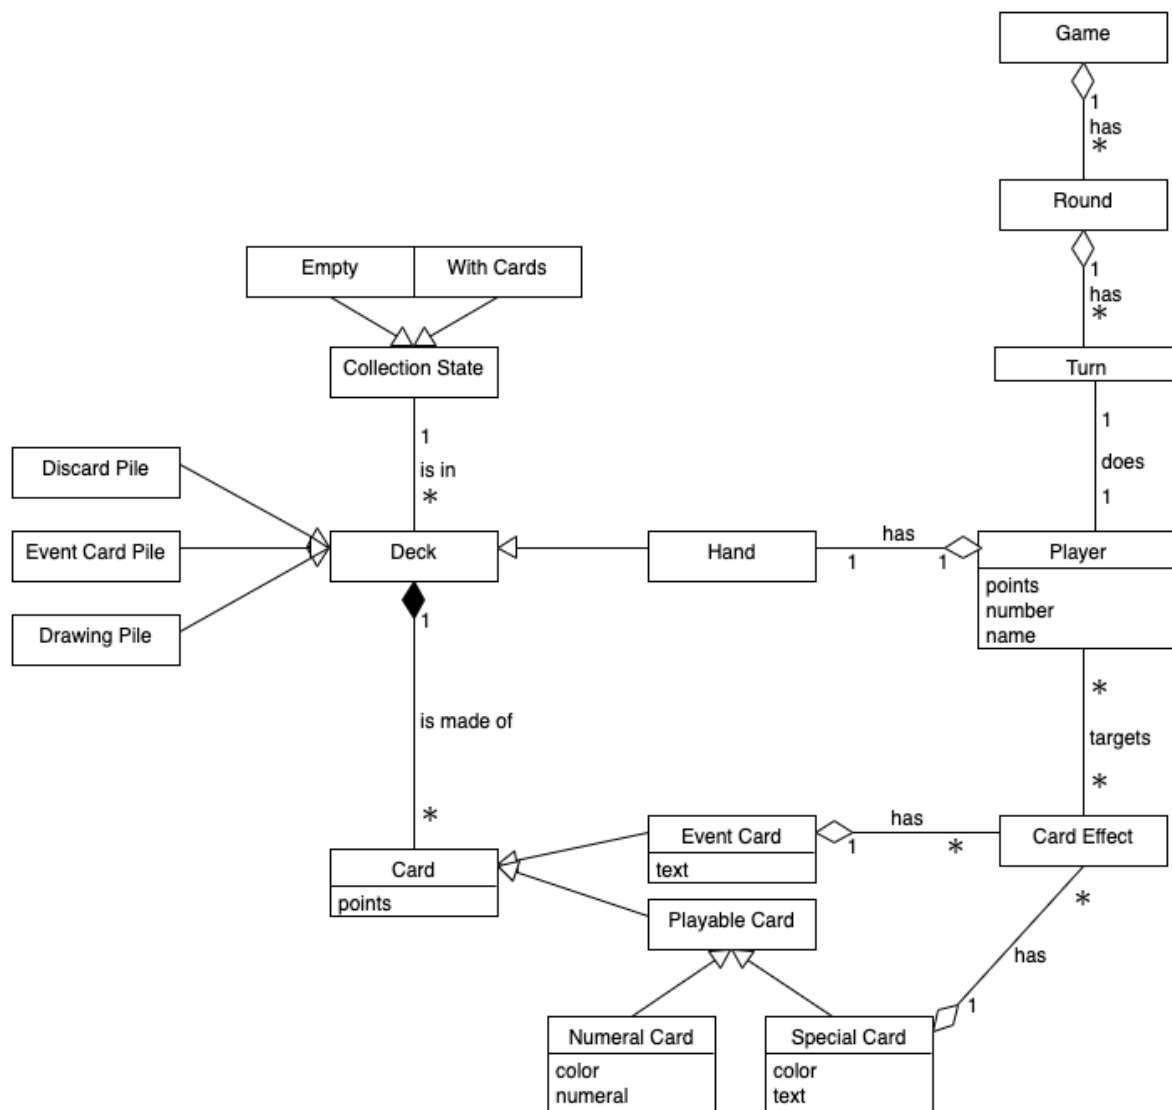 Game
1
has
*
Round
1
has
*
Empty
With Cards
Collection State
Turn
1
is in
*
1
does
1
Discard Pile
Event Card Pile
Drawing Pile
Deck
Hand
has
1
1
Player
points
number
name
1
is made of
*
*
targets
*
Card
points
Event Card
text
has
1
*
Card Effect
Playable Card
*
has
1
Numeral Card
color
numeral
Special Card
color
text